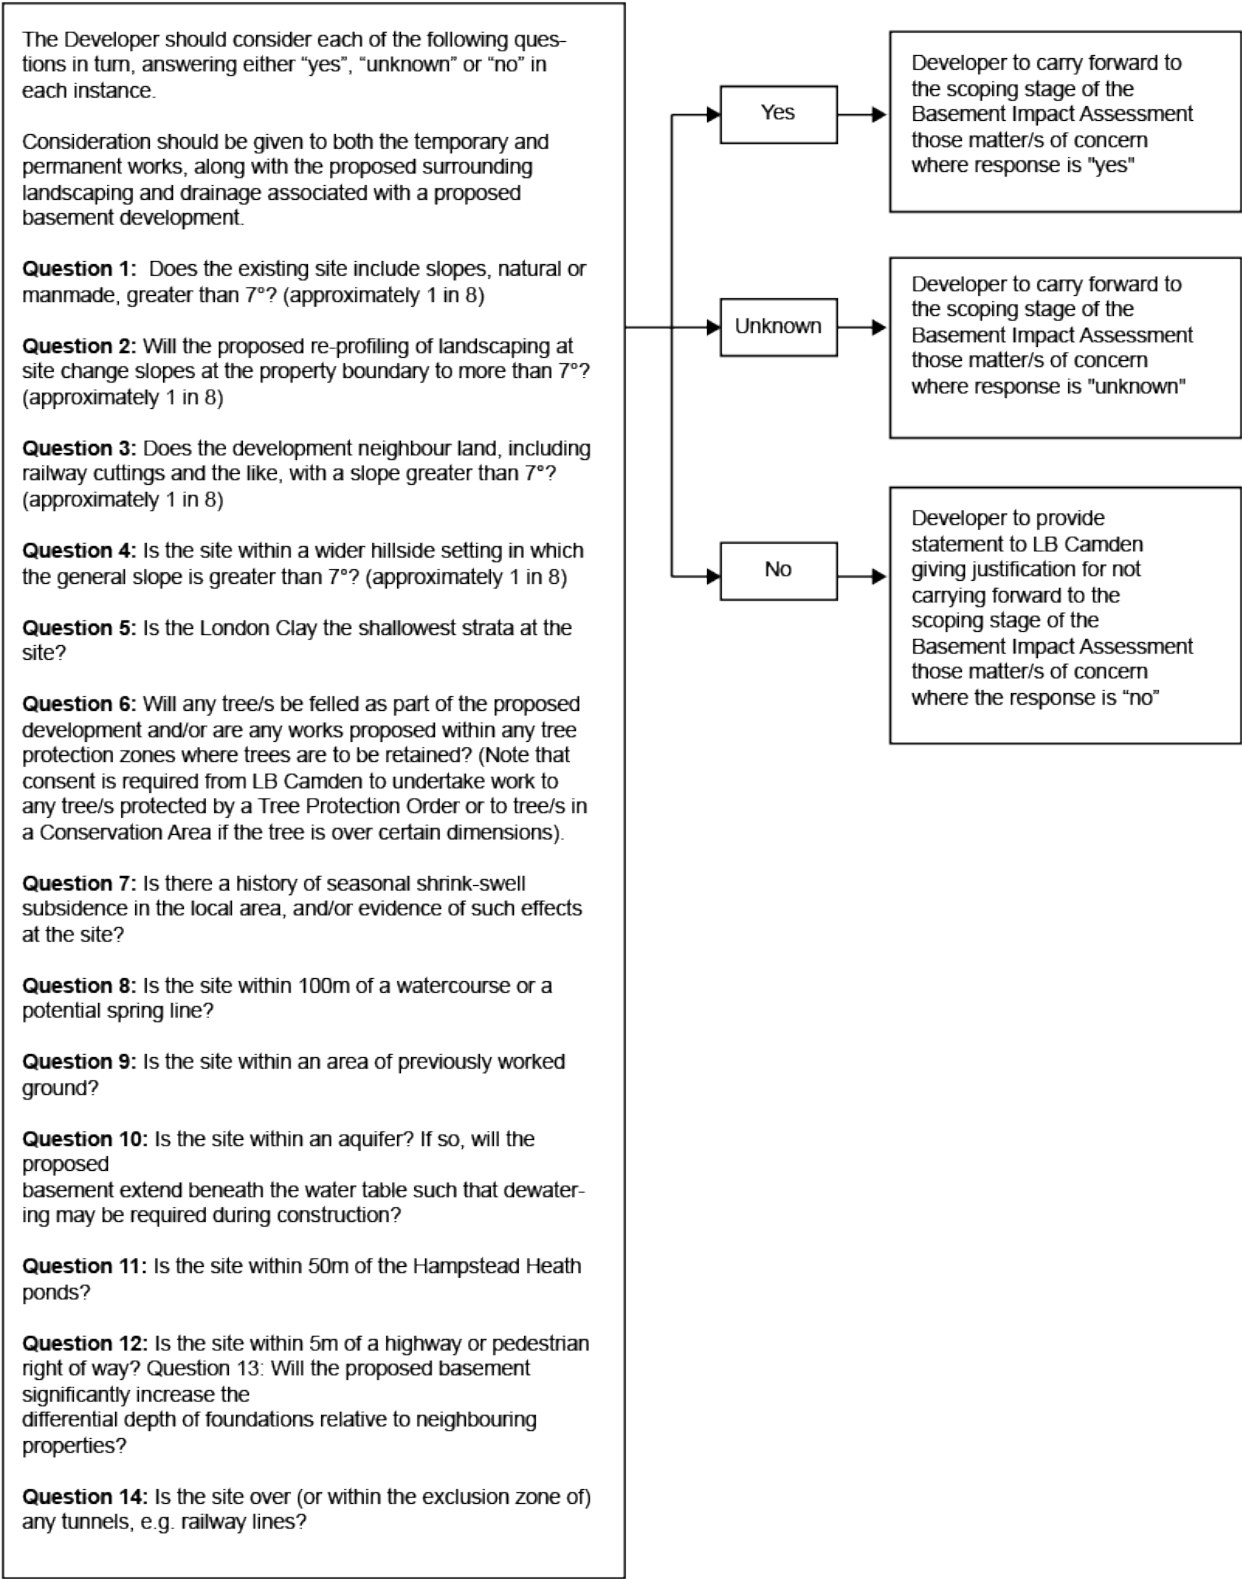 The Developer should consider each of the following ques-
tions in turn, answering either “yes”, “unknown” or “no” in
each instance.
Consideration should be given to both the temporary and
permanent works, along with the proposed surrounding
landscaping and drainage associated with a proposed
basement development.
Question 1: Does the existing site include slopes, natural or
manmade, greater than 7°? (approximately 1 in 8)
Question 2: Will the proposed re-profiling of landscaping at
site change slopes at the property boundary to more than 7°?
(approximately 1 in 8)
Question 3: Does the development neighbour land, including
railway cuttings and the like, with a slope greater than 7°?
(approximately 1 in 8)
Question 4: Is the site within a wider hillside setting in which
the general slope is greater than 7°? (approximately 1 in 8)
Question 5: Is the London Clay the shallowest strata at the
site?
Question 6: Will any tree/s be felled as part of the proposed
development and/or are any works proposed within any tree
protection zones where trees are to be retained? (Note that
consent is required from LB Camden to undertake work to
any tree/s protected by a Tree Protection Order or to tree/s in
a Conservation Area if the tree is over certain dimensions).
Question 7: Is there a history of seasonal shrink-swell
subsidence in the local area, and/or evidence of such effects
at the site?
Question 8: Is the site within 100m of a watercourse or a
potential spring line?
Question 9: Is the site within an area of previously worked
ground?
Question 10: Is the site within an aquifer? If so, will the
proposed
basement extend beneath the water table such that dewater-
ing may be required during construction?
Question 11: Is the site within 50m of the Hampstead Heath
ponds?
Question 12: Is the site within 5m of a highway or pedestrian
right of way? Question 13: Will the proposed basement
significantly increase the
differential depth of foundations relative to neighbouring
properties?
Question 14: Is the site over (or within the exclusion zone of)
any tunnels, e.g. railway lines?
Yes
Developer to carry forward to
the scoping stage of the
Basement Impact Assessment
those matter/s of concern
where response is "yes"
Unknown
Developer to carry forward to
the scoping stage of the
Basement Impact Assessment
those matter/s of concern
where response is "unknown"
No
Developer to provide
statement to LB Camden
giving justification for not
carrying forward to the
scoping stage of the
Basement Impact Assessment
those matter/s of concern
where the response is “no”